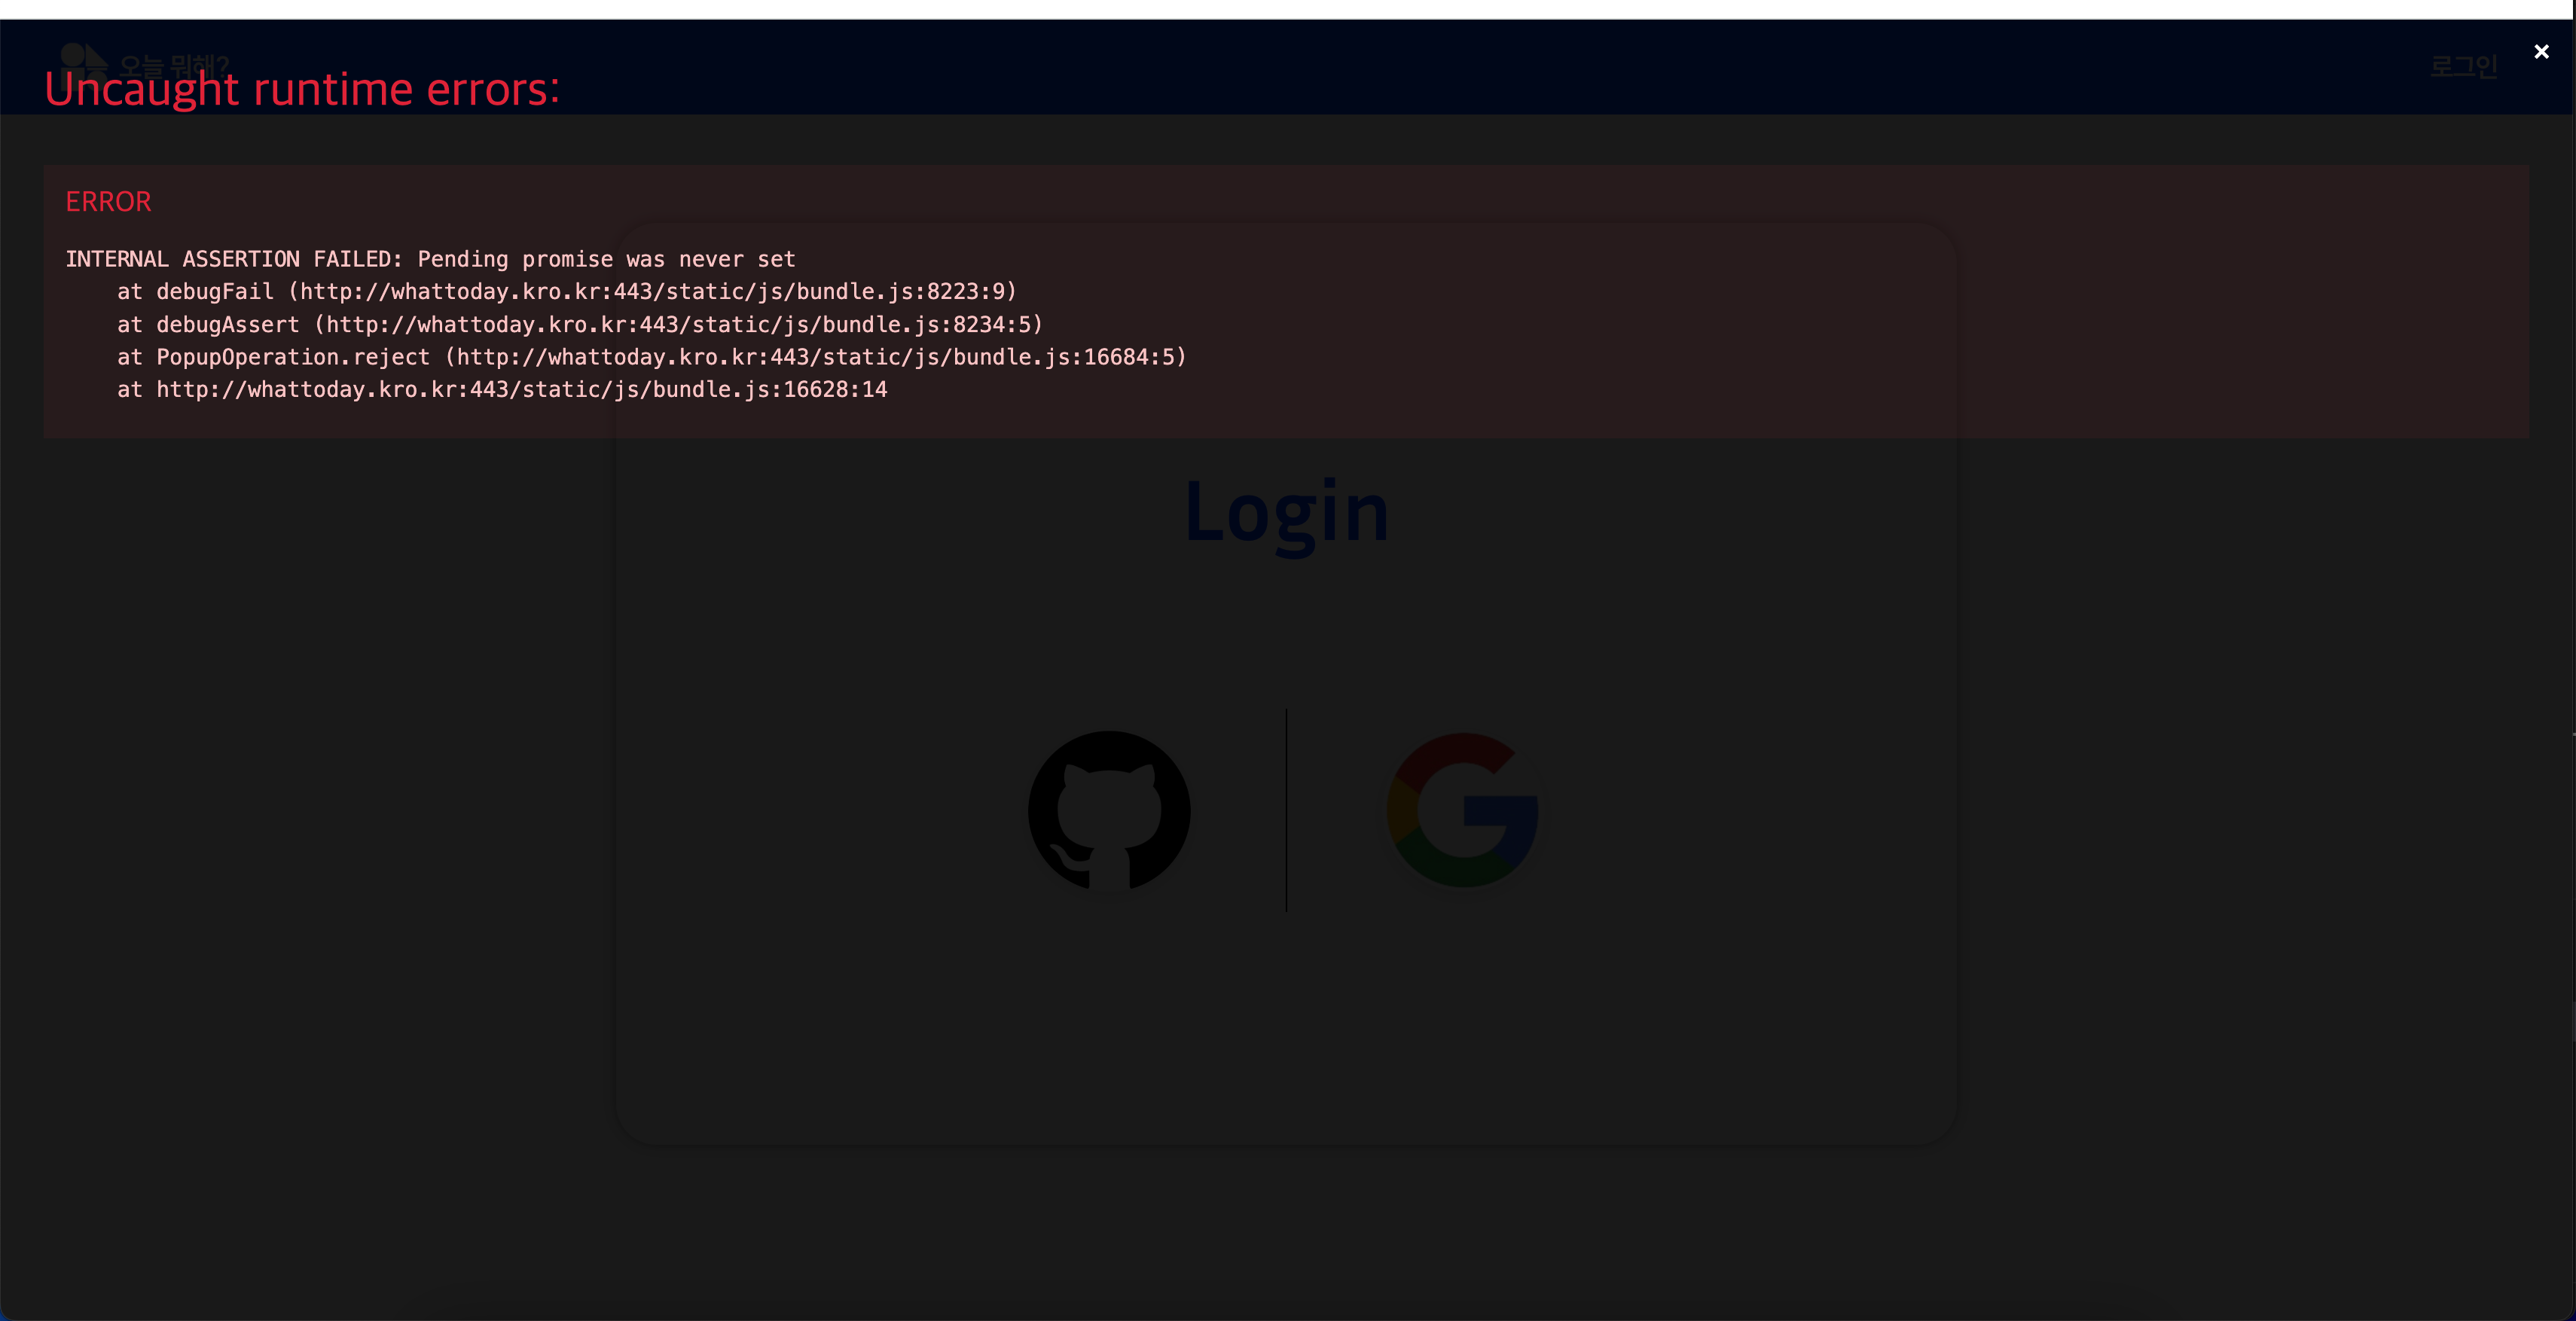 오늘 뭐해?
로그인
×
Uncaught runtime errors:
ERROR
INTERNAL ASSERTION FAILED: Pending promise was never set
at debugFail (http://whattoday.kro.kr:443/static/js/bundle.js:8223:9)
at debugAssert (http://whattoday.kro.kr:443/static/js/bundle.js:8234:5)
at PopupOperation.reject (http://whattoday.kro.kr:443/static/js/bundle.js:16684:5)
at http://whattoday.kro.kr:443/static/js/bundle.js:16628:14
Login